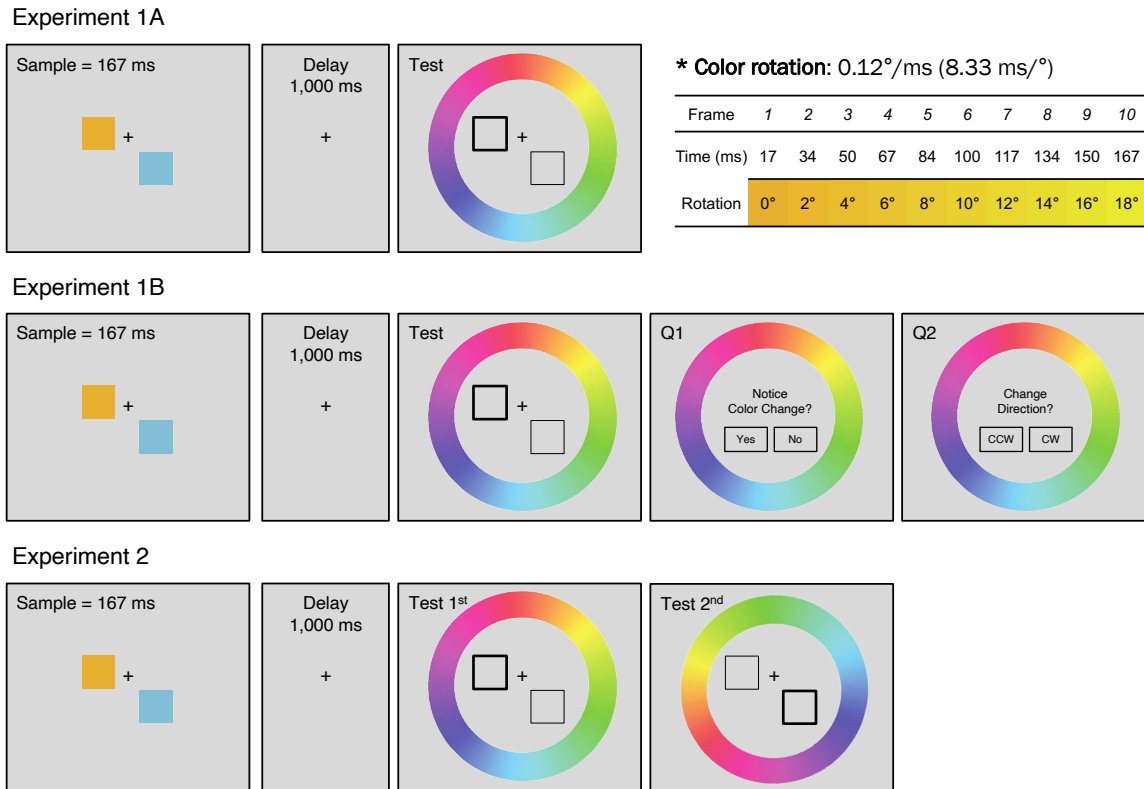 Experiment 1A
Sample = 167 ms
+
Delay
1,000 ms
+
Test
+
* Color rotation: 0.12°/ms (8.33 ms/°)
Frame 1 2 3 4 5 6 7 8 9 10
Time (ms) 17 34 50 67 84 100 117 134 150 167
Rotation 0° 2° 4° 6° 8° 10° 12° 14° 16° 18°
Experiment 1B
Sample = 167 ms
+
Delay
1,000 ms
+
Test
+
Q1
Notice
Color Change?
Yes No
Q2
Change
Direction?
CCW CW
Experiment 2
Sample = 167 ms
+
Delay
1,000 ms
+
Test 1st
+
Test 2nd
+